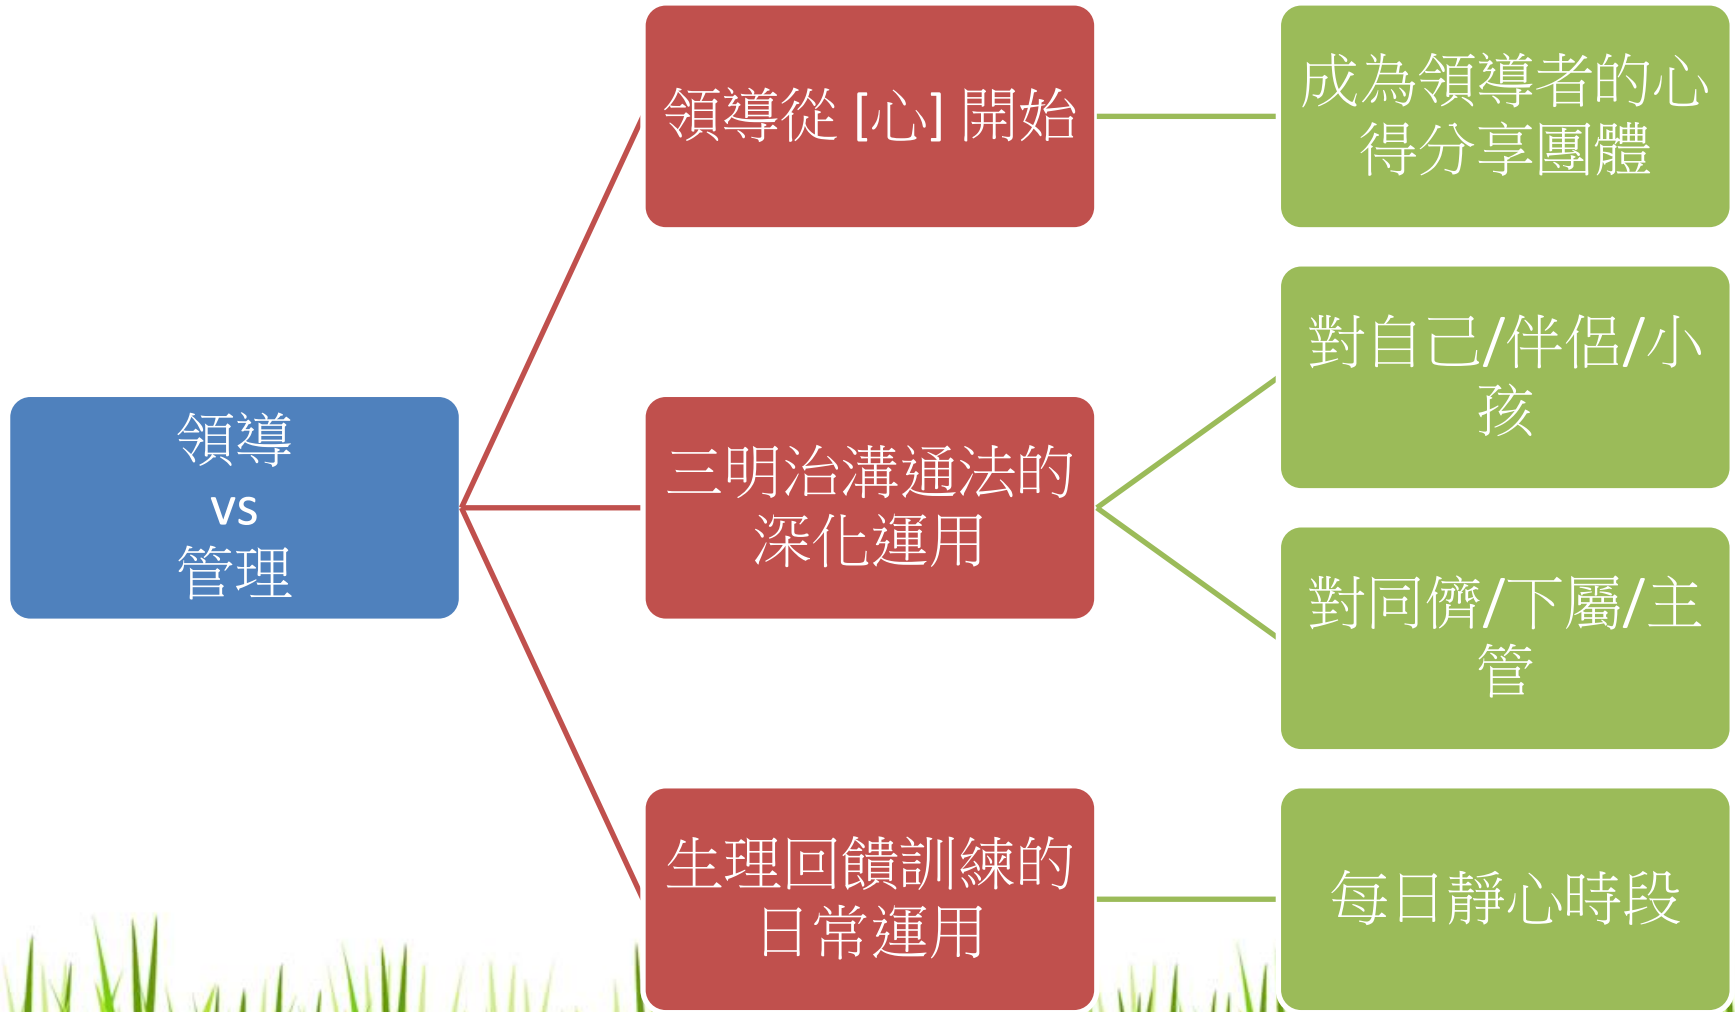 領導
vs
管理
領導從 [心] 開始
成為領導者的心
得分享團體
三明治溝通法的
深化運用
對自己/伴侶/小
孩
對同儕/下屬/主
管
生理回饋訓練的
日常運用
每日靜心時段